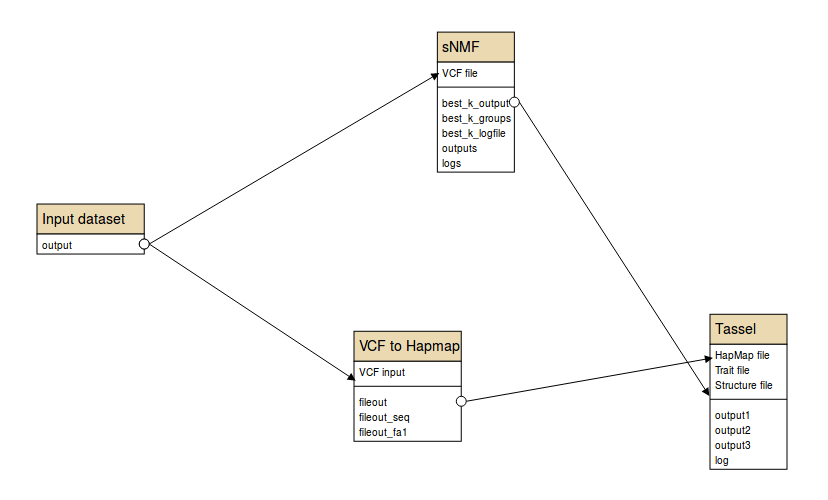 sNMF
VCF file
best_k_output
best_k_groups
best_k_logfile
outputs
logs
Input dataset
output
VCF to Hapmap
VCF input
fileout
fileout_seq
fileout_fa1
Tassel
HapMap file
Trait file
Structure file
output1
output2
output3
log